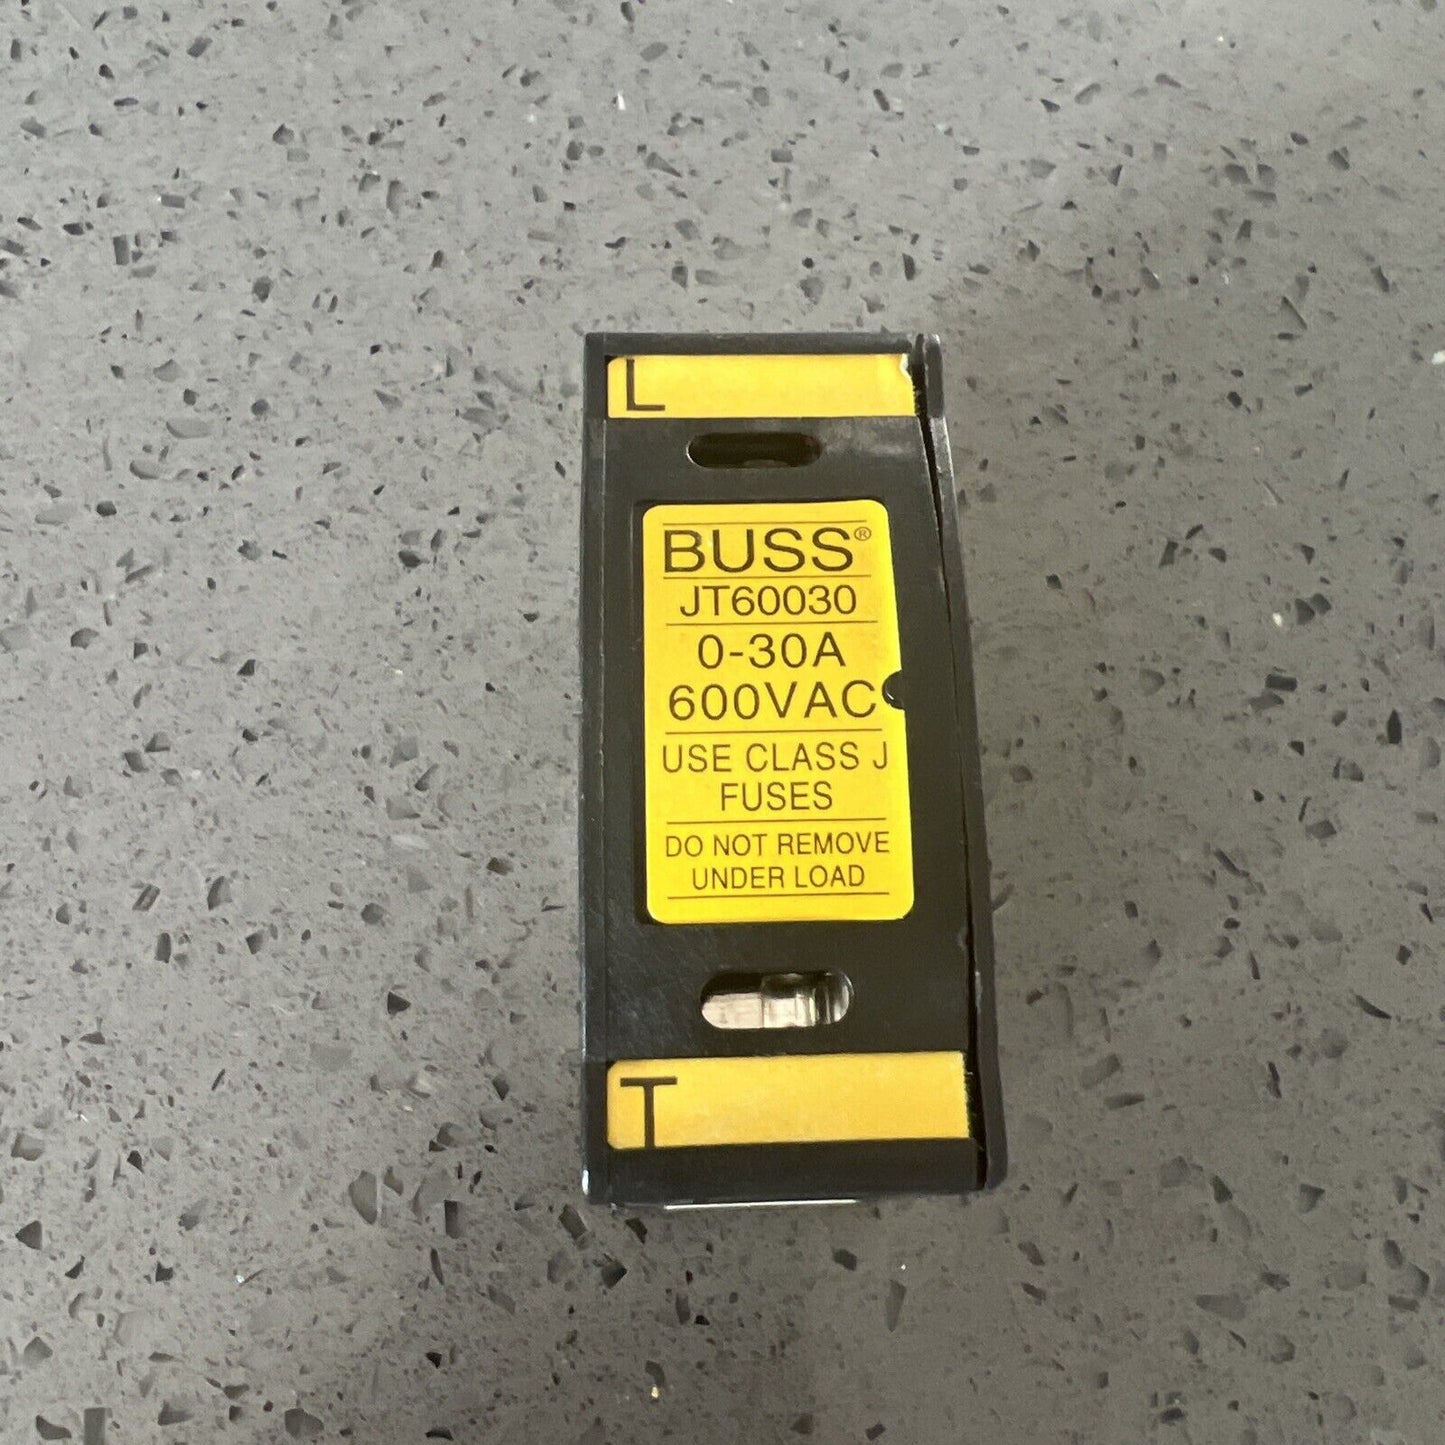 L
BUSS®
JT60030
0-30A
600VAC
USE CLASS J
FUSES
DO NOT REMOVE
UNDER LOAD
T